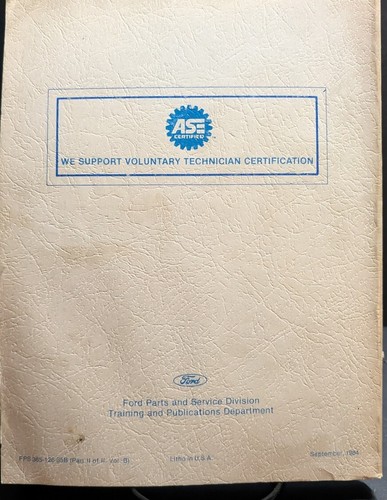 ASE
CERTIFIED
WE SUPPORT VOLUNTARY TECHNICIAN CERTIFICATION
Ford
Ford Parts and Service Division
Training and Publications Department
Litho in U.S.A.
September, 1984